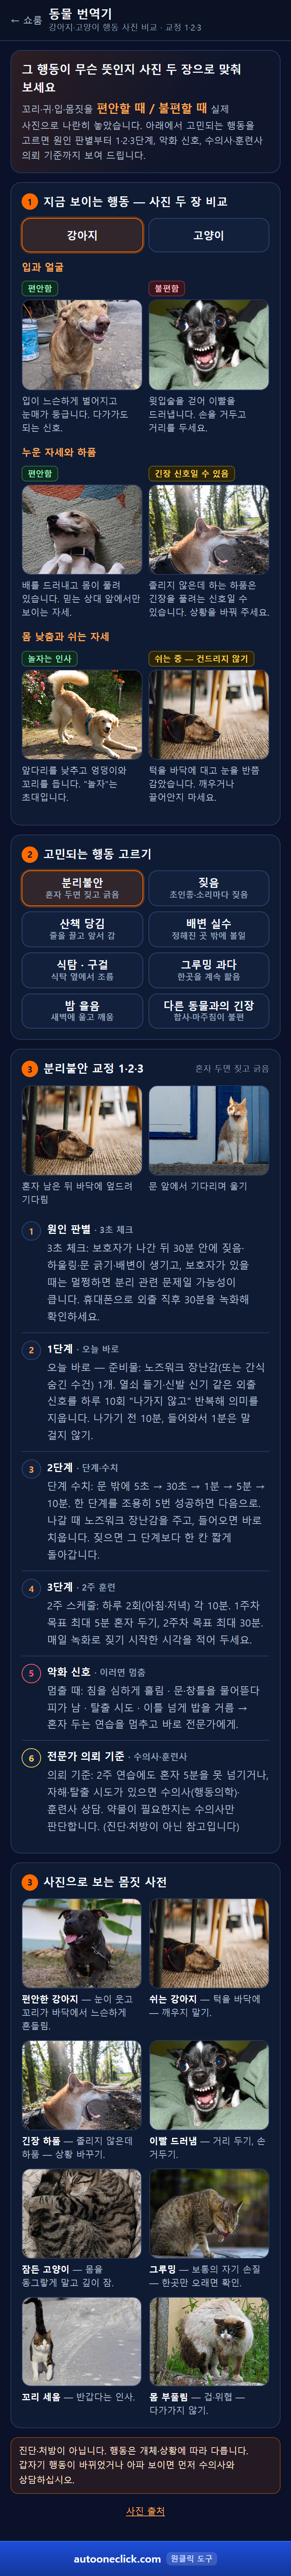 ← 쇼룸
동물 번역기
강아지·고양이 행동 사진 비교 · 교정 1·2·3
그 행동이 무슨 뜻인지 사진 두 장으로 맞춰
보세요
꼬리·귀·입·몸짓을 편안할 때 / 불편할 때 실제
사진으로 나란히 놓았습니다. 아래에서 고민되는 행동을
고르면 원인 판별부터 1·2·3단계, 악화 신호, 수의사·훈련사
의뢰 기준까지 보여 드립니다.
1 지금 보이는 행동 — 사진 두 장 비교
강아지
고양이
입과 얼굴
편안함
불편함
입이 느슨하게 벌어지고
눈매가 둥급니다. 다가가도
되는 신호.
윗입술을 걷어 이빨을
드러냅니다. 손을 거두고
거리를 두세요.
누운 자세와 하품
편안함
긴장 신호일 수 있음
배를 드러내고 몸이 풀려
있습니다. 믿는 상대 앞에서만
보이는 자세.
졸리지 않은데 하는 하품은
긴장을 푸려는 신호일 수
있습니다. 상황을 바꿔 주세요.
몸 낮춤과 쉬는 자세
놀자는 인사
쉬는 중 — 건드리지 않기
앞다리를 낮추고 엉덩이와
꼬리를 듭니다. "놀자"는
초대입니다.
턱을 바닥에 대고 눈을 반쯤
감았습니다. 깨우거나
끌어안지 마세요.
2 고민되는 행동 고르기
분리불안
혼자 두면 짖고 긁음
짖음
초인종·소리마다 짖음
산책 당김
줄을 끌고 앞서 감
배변 실수
정해진 곳 밖에 볼일
식탐 · 구걸
식탁 옆에서 조름
그루밍 과다
한곳을 계속 핥음
밤 울음
새벽에 울고 깨움
다른 동물과의 긴장
합사·마주침이 불편
3 분리불안 교정 1·2·3
혼자 두면 짖고 긁음
혼자 남은 뒤 바닥에 엎드려
기다림
문 앞에서 기다리며 울기
1 원인 판별 · 3초 체크
3초 체크: 보호자가 나간 뒤 30분 안에 짖음·
하울링·문 긁기·배변이 생기고, 보호자가 있을
때는 멀쩡하면 분리 관련 문제일 가능성이
큽니다. 휴대폰으로 외출 직후 30분을 녹화해
확인하세요.
2 1단계 · 오늘 바로
오늘 바로 — 준비물: 노즈워크 장난감(또는 간식
숨긴 수건) 1개. 열쇠 들기·신발 신기 같은 외출
신호를 하루 10회 "나가지 않고" 반복해 의미를
지웁니다. 나가기 전 10분, 들어와서 1분은 말
걸지 않기.
3 2단계 · 단계·수치
단계 수치: 문 밖에 5초 → 30초 → 1분 → 5분 →
10분. 한 단계를 조용히 5번 성공하면 다음으로.
나갈 때 노즈워크 장난감을 주고, 들어오면 바로
치웁니다. 짖으면 그 단계보다 한 칸 짧게
돌아갑니다.
4 3단계 · 2주 훈련
2주 스케줄: 하루 2회(아침·저녁) 각 10분. 1주차
목표 최대 5분 혼자 두기, 2주차 목표 최대 30분.
매일 녹화로 짖기 시작한 시각을 적어 두세요.
5 악화 신호 · 이러면 멈춤
멈출 때: 침을 심하게 흘림 · 문·창틀을 물어뜯다
피가 남 · 탈출 시도 · 이틀 넘게 밥을 거름 →
혼자 두는 연습을 멈추고 바로 전문가에게.
6 전문가 의뢰 기준 · 수의사·훈련사
의뢰 기준: 2주 연습에도 혼자 5분을 못 넘기거나,
자해·탈출 시도가 있으면 수의사(행동의학)·
훈련사 상담. 약물이 필요한지는 수의사만
판단합니다. (진단·처방이 아닌 참고입니다)
3 사진으로 보는 몸짓 사전
편안한 강아지 — 눈이 웃고
꼬리가 바닥에서 느슨하게
흔들림.
쉬는 강아지 — 턱을 바닥에
— 깨우지 말기.
긴장 하품 — 졸리지 않은데
하품 — 상황 바꾸기.
이빨 드러냄 — 거리 두기, 손
거두기.
잠든 고양이 — 몸을
동그랗게 말고 깊이 잠.
그루밍 — 보통의 자기 손질
— 한곳만 오래면 확인.
꼬리 세움 — 반갑다는 인사.
몸 부풀림 — 겁·위협 —
다가가지 않기.
진단·처방이 아닙니다. 행동은 개체·상황에 따라 다릅니다.
갑자기 행동이 바뀌었거나 아파 보이면 먼저 수의사와
상담하십시오.
사진 출처
autooneclick.com 원클릭 도구